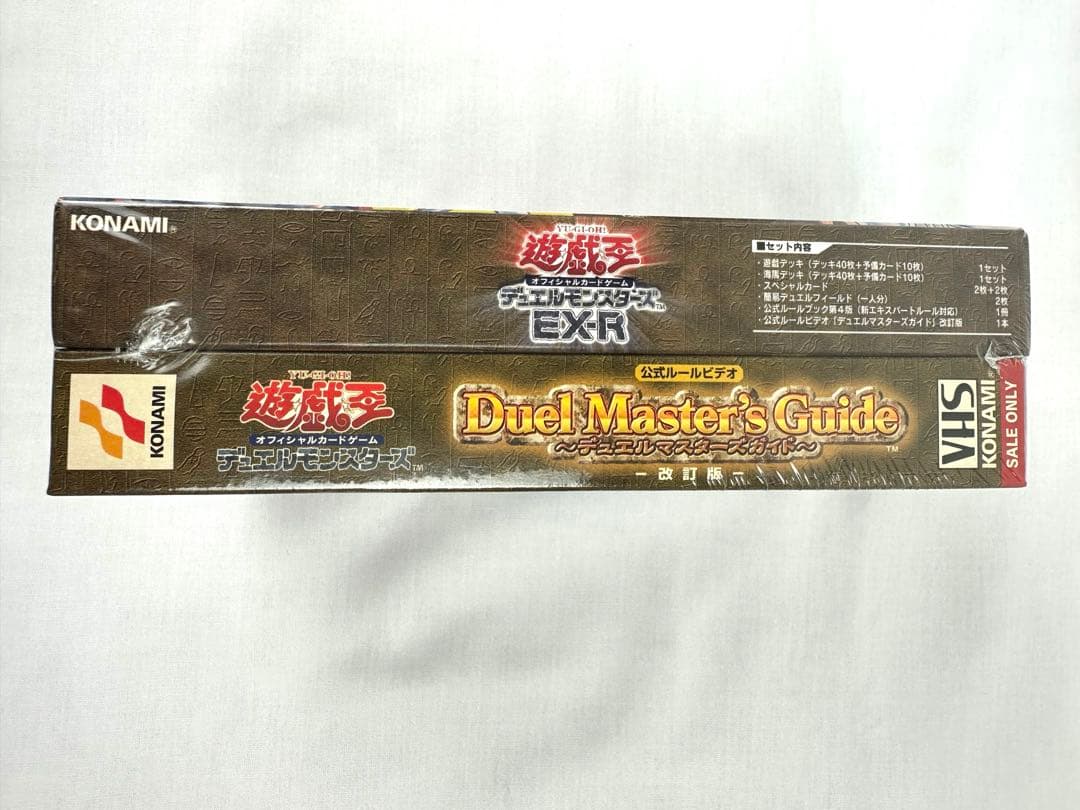 KONAMI®
YU-GI-OH!
遊戯王
オフィシャルカードゲーム
デュエルモンスターズ™
EX-R
■セット内容
・遊戯デッキ（デッキ40枚＋予備カード10枚） 1セット
・海馬デッキ（デッキ40枚＋予備カード10枚） 1セット
・スペシャルカード 2枚＋2枚
・簡易デュエルフィールド（一人分） 2枚
・公式ルールブック第4版（新エキスパートルール対応） 1冊
・公式ルールビデオ「デュエルマスターズガイド」改訂版 1本
KONAMI
YU-GI-OH!
遊戯王
オフィシャルカードゲーム
デュエルモンスターズ™
公式ルールビデオ
Duel Master's Guide
～デュエルマスターズガイド～™
－改訂版－
VHS
KONAMI®
SALE ONLY